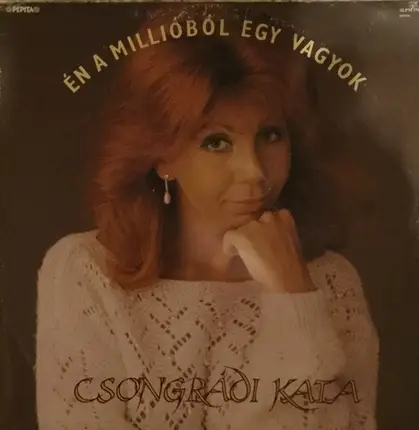 PEPITA
ÉN A MILLIÓBÓL EGY VAGYOK
CSONGRÁDI KATA